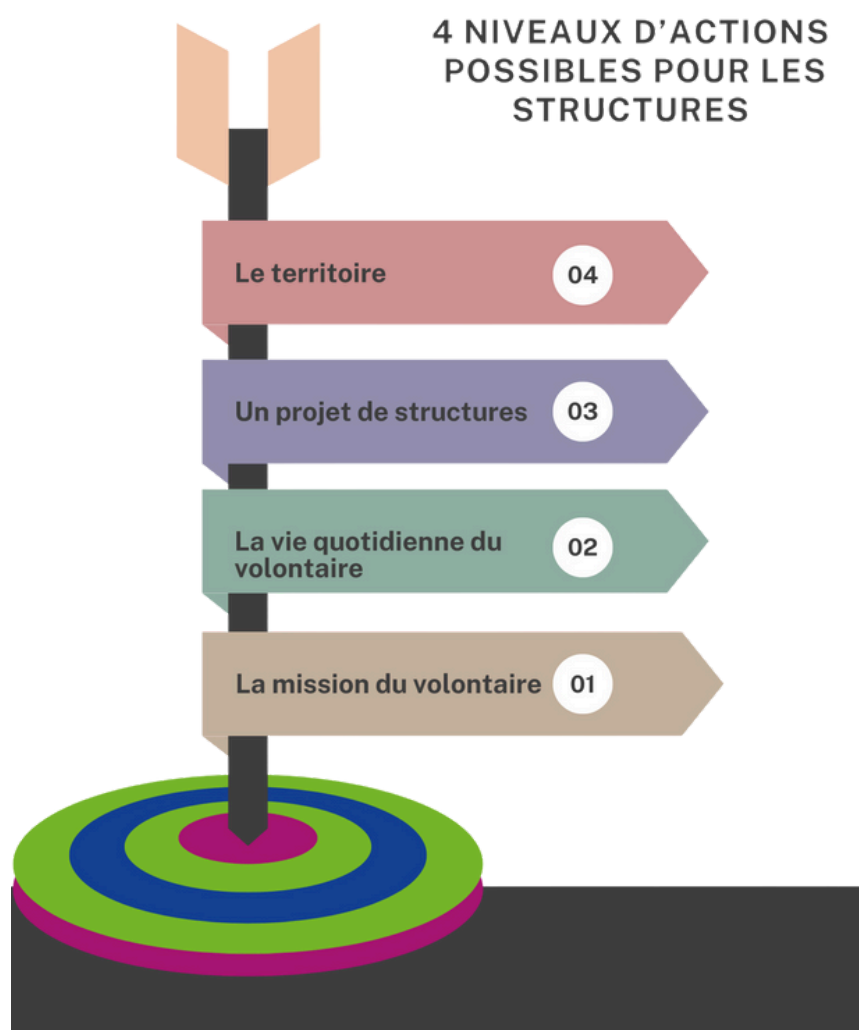 4 NIVEAUX D’ACTIONS
POSSIBLES POUR LES
STRUCTURES
Le territoire 04
Un projet de structures 03
La vie quotidienne du
volontaire 02
La mission du volontaire 01